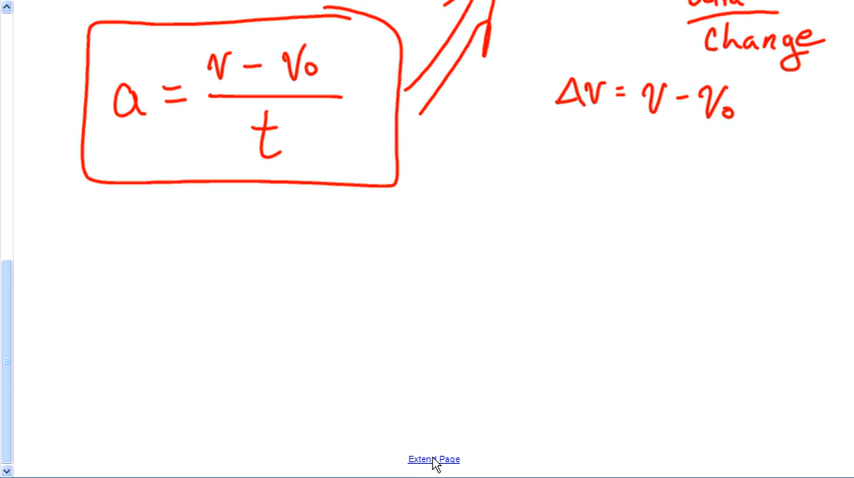 Change
a = v - v₀ / t
Δv = v - v₀
Extend Page